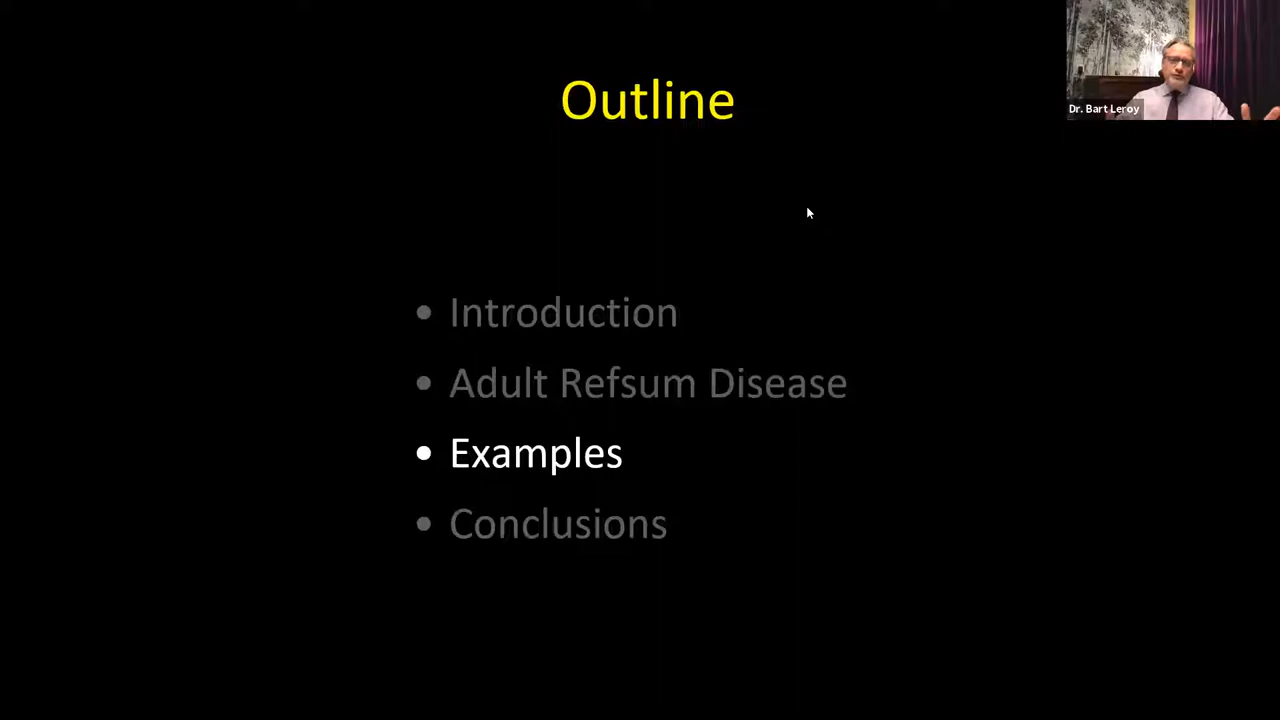 Outline
Dr. Bart Leroy
• Introduction
• Adult Refsum Disease
• Examples
• Conclusions